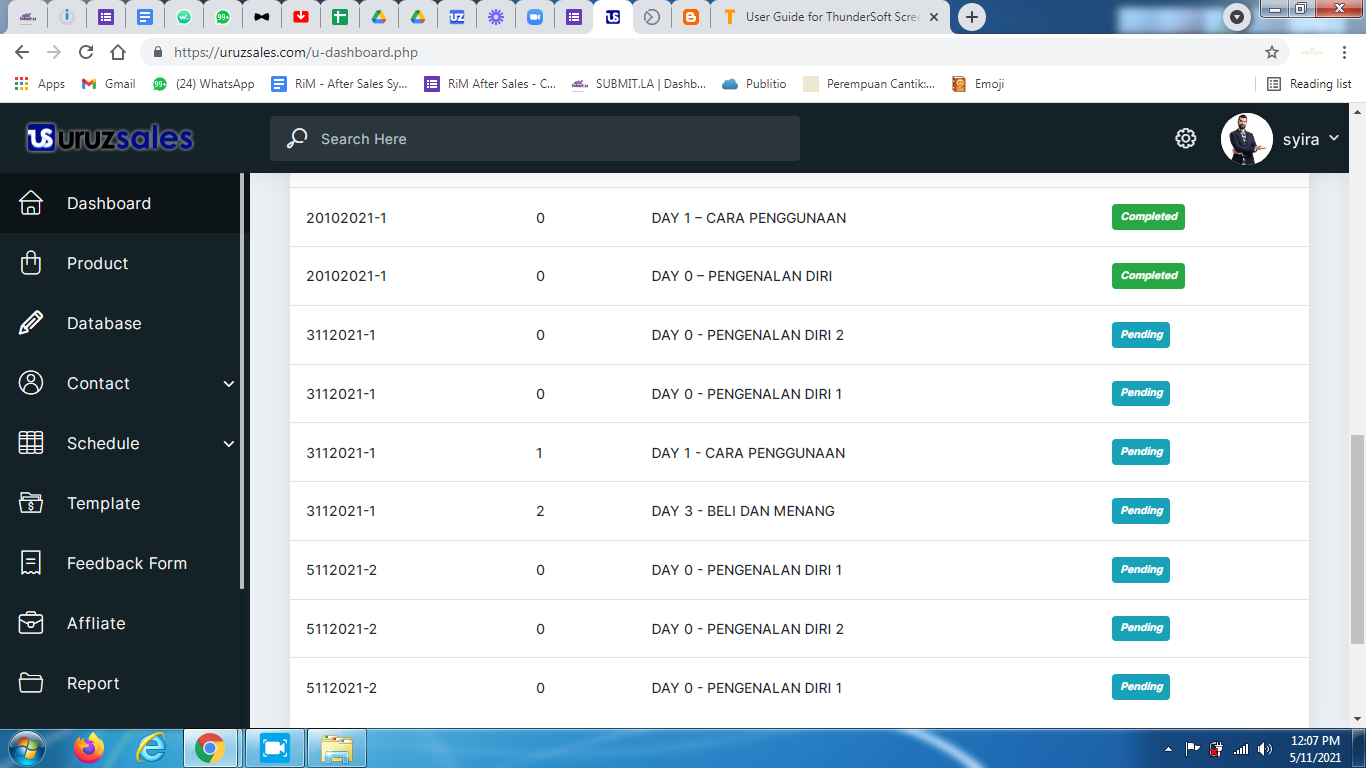 User Guide for ThunderSoft Scree
https://uruzsales.com/u-dashboard.php
Apps
Gmail
(24) WhatsApp
RiM - After Sales Sy...
RiM After Sales - C...
SUBMIT.LA | Dashb...
Publitio
Perempuan Cantik:...
Emoji
Reading list
uruzsales
Search Here
syira
Dashboard
Product
Database
Contact
Schedule
Template
Feedback Form
Affliate
Report
20102021-1 0 DAY 1 – CARA PENGGUNAAN Completed
20102021-1 0 DAY 0 – PENGENALAN DIRI Completed
3112021-1 0 DAY 0 - PENGENALAN DIRI 2 Pending
3112021-1 0 DAY 0 - PENGENALAN DIRI 1 Pending
3112021-1 1 DAY 1 - CARA PENGGUNAAN Pending
3112021-1 2 DAY 3 - BELI DAN MENANG Pending
5112021-2 0 DAY 0 - PENGENALAN DIRI 1 Pending
5112021-2 0 DAY 0 - PENGENALAN DIRI 2 Pending
5112021-2 0 DAY 0 - PENGENALAN DIRI 1 Pending
12:07 PM
5/11/2021